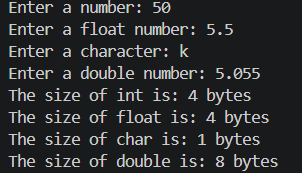 Enter a number: 50
Enter a float number: 5.5
Enter a character: k
Enter a double number: 5.055
The size of int is: 4 bytes
The size of float is: 4 bytes
The size of char is: 1 bytes
The size of double is: 8 bytes